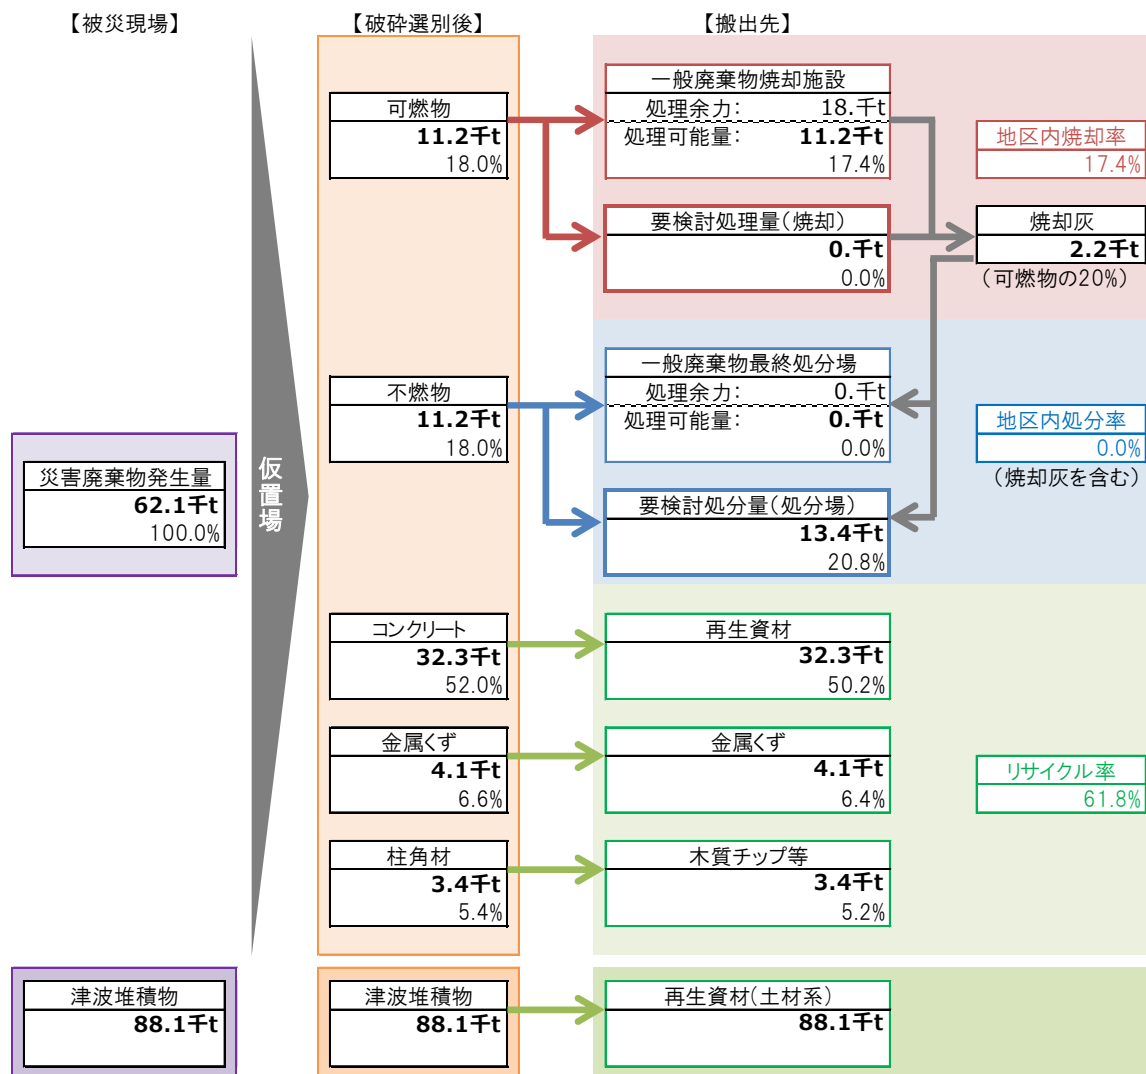 【被災現場】
【破砕選別後】
【搬出先】
一般廃棄物焼却施設
処理余力: 18.千t
処理可能量: 11.2千t
17.4%
可燃物
11.2千t
18.0%
地区内焼却率
17.4%
要検討処理量(焼却)
0.千t
0.0%
焼却灰
2.2千t
(可燃物の20%)
一般廃棄物最終処分場
処理余力: 0.千t
処理可能量: 0.千t
0.0%
不燃物
11.2千t
18.0%
地区内処分率
0.0%
(焼却灰を含む)
災害廃棄物発生量
62.1千t
100.0%
仮置場
要検討処分量(処分場)
13.4千t
20.8%
コンクリート
32.3千t
52.0%
再生資材
32.3千t
50.2%
金属くず
4.1千t
6.6%
金属くず
4.1千t
6.4%
リサイクル率
61.8%
柱角材
3.4千t
5.4%
木質チップ等
3.4千t
5.2%
津波堆積物
88.1千t
津波堆積物
88.1千t
再生資材(土材系)
88.1千t